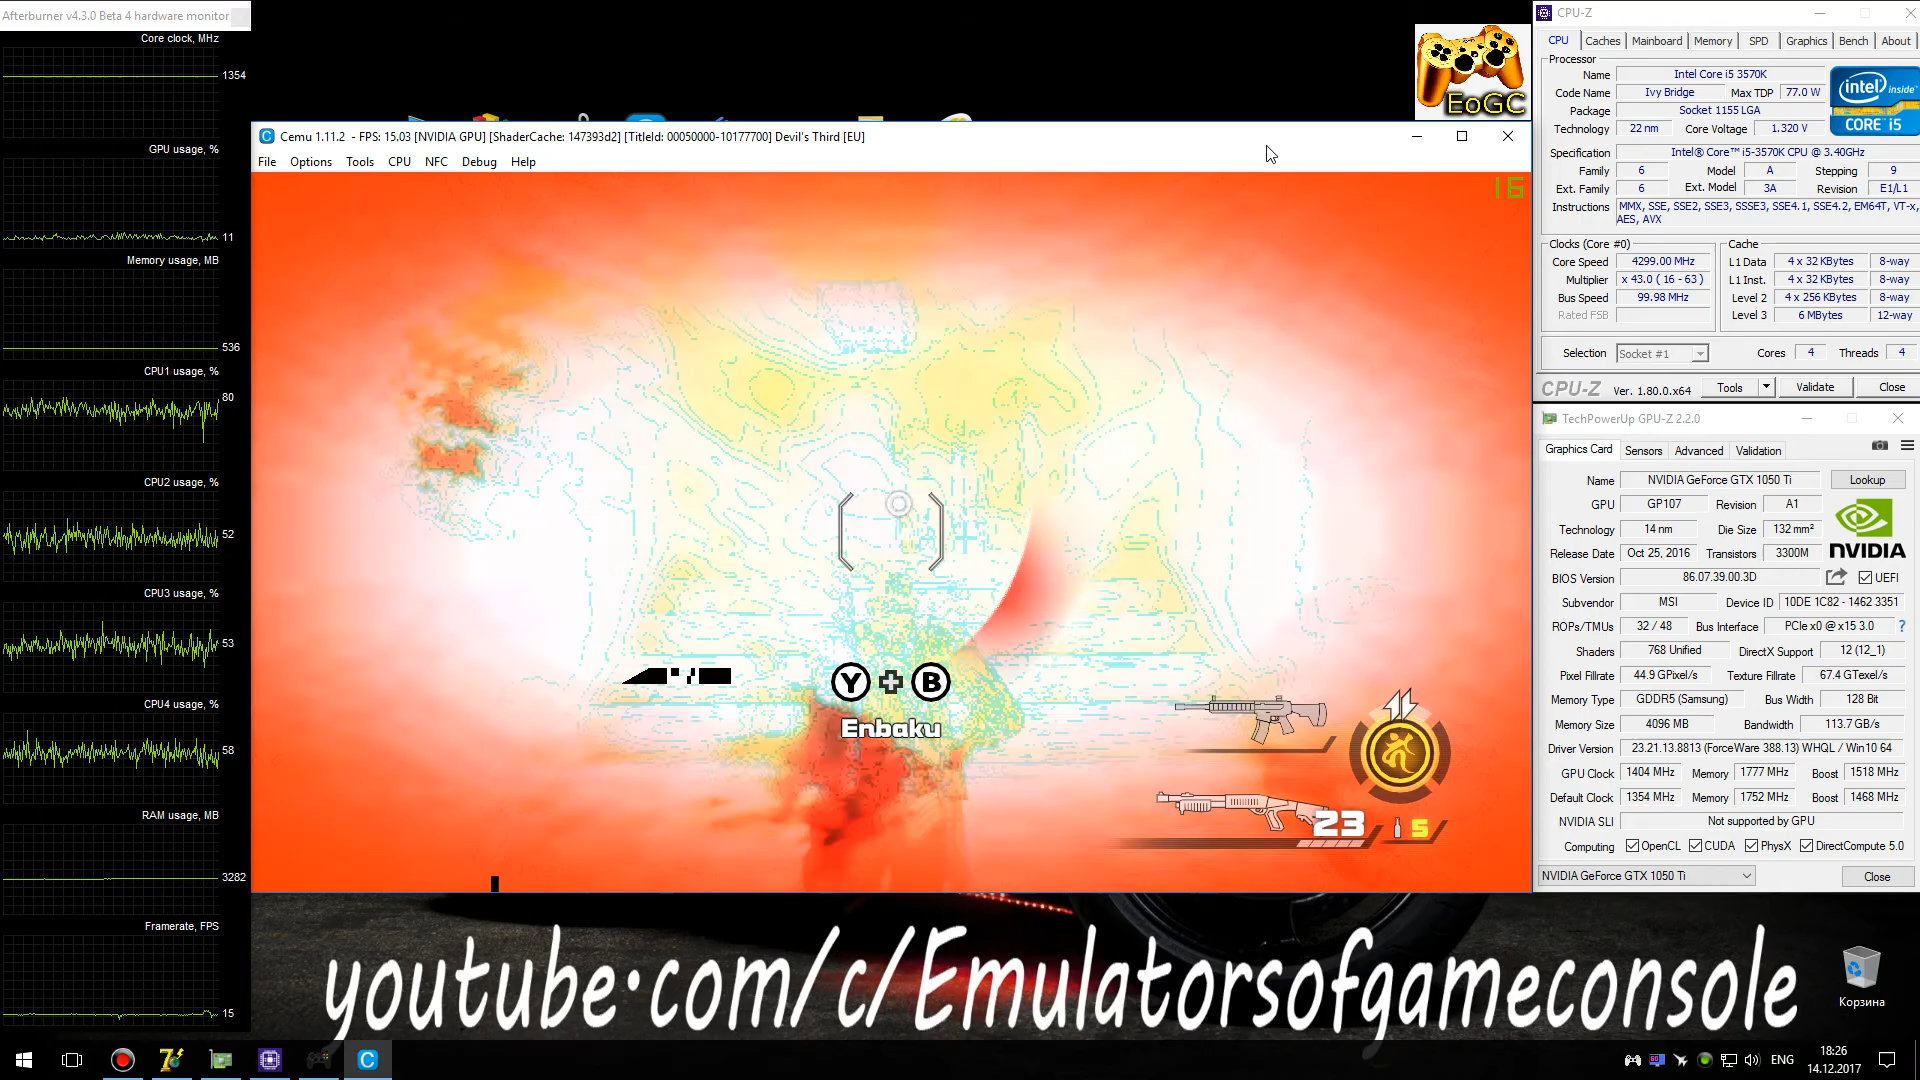 Afterburner v4.3.0 Beta 4 hardware monitor
Core clock, MHz
1354
GPU usage, %
11
Memory usage, MB
536
CPU1 usage, %
80
CPU2 usage, %
52
CPU3 usage, %
53
CPU4 usage, %
58
RAM usage, MB
3282
Framerate, FPS
15
EoGC
Cemu 1.11.2 - FPS: 15.03 [NVIDIA GPU] [ShaderCache: 147393d2] [TitleId: 00050000-10177700] Devil's Third [EU]
File Options Tools CPU NFC Debug Help
16
Y B
Enbaku
23
5
CPU-Z
CPU Caches Mainboard Memory SPD Graphics Bench About
Processor
Name Intel Core i5 3570K
Code Name Ivy Bridge Max TDP 77.0 W
Package Socket 1155 LGA
Technology 22 nm Core Voltage 1.320 V
intel inside
CORE i5
Specification Intel® Core™ i5-3570K CPU @ 3.40GHz
Family 6 Model A Stepping 9
Ext. Family 6 Ext. Model 3A Revision E1/L1
Instructions MMX, SSE, SSE2, SSE3, SSSE3, SSE4.1, SSE4.2, EM64T, VT-x,
AES, AVX
Clocks (Core #0)
Core Speed 4299.00 MHz
Multiplier x 43.0 ( 16 - 63 )
Bus Speed 99.98 MHz
Rated FSB
Cache
L1 Data 4 x 32 KBytes 8-way
L1 Inst. 4 x 32 KBytes 8-way
Level 2 4 x 256 KBytes 8-way
Level 3 6 MBytes 12-way
Selection Socket #1 Cores 4 Threads 4
CPU-Z Ver. 1.80.0.x64 Tools Validate Close
TechPowerUp GPU-Z 2.2.0
Graphics Card Sensors Advanced Validation
Name NVIDIA GeForce GTX 1050 Ti Lookup
GPU GP107 Revision A1
Technology 14 nm Die Size 132 mm²
Release Date Oct 25, 2016 Transistors 3300M
NVIDIA
BIOS Version 86.07.39.00.3D UEFI
Subvendor MSI Device ID 10DE 1C82 - 1462 3351
ROPs/TMUs 32 / 48 Bus Interface PCIe x0 @ x15 3.0 ?
Shaders 768 Unified DirectX Support 12 (12_1)
Pixel Fillrate 44.9 GPixel/s Texture Fillrate 67.4 GTexel/s
Memory Type GDDR5 (Samsung) Bus Width 128 Bit
Memory Size 4096 MB Bandwidth 113.7 GB/s
Driver Version 23.21.13.8813 (ForceWare 388.13) WHQL / Win10 64
GPU Clock 1404 MHz Memory 1777 MHz Boost 1518 MHz
Default Clock 1354 MHz Memory 1752 MHz Boost 1468 MHz
NVIDIA SLI Not supported by GPU
Computing OpenCL CUDA PhysX DirectCompute 5.0
NVIDIA GeForce GTX 1050 Ti Close
youtube.com/c/Emulatorsofgameconsole
Корзина
ENG
18:26
14.12.2017